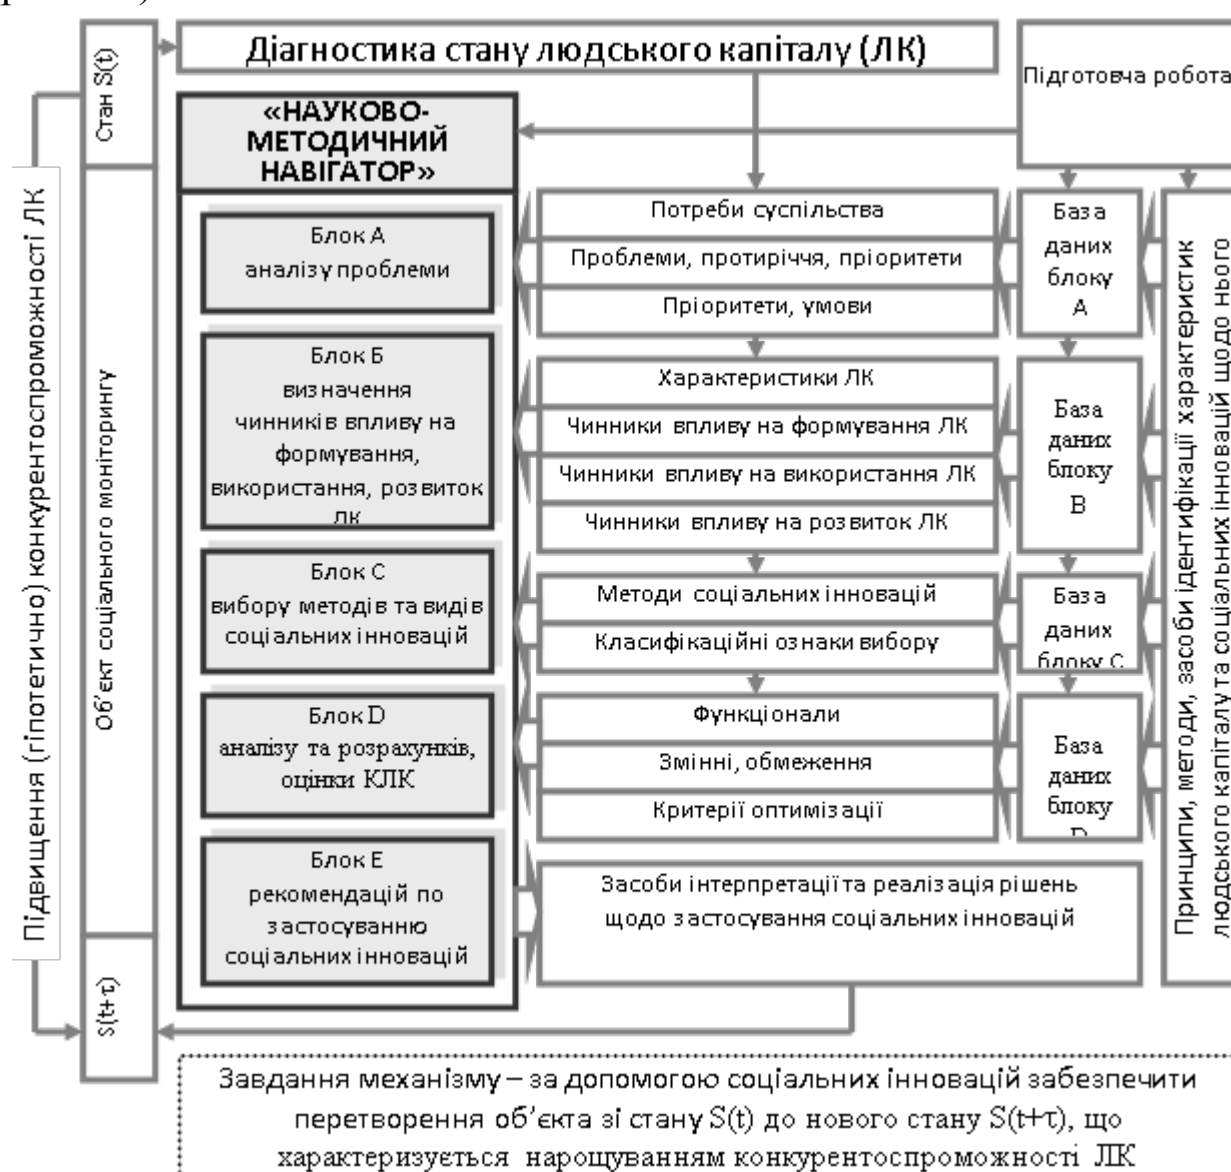 Діагностика стану людського капіталу (ЛК)
Підготовча робота
Стан S(t)
Об’єкт соціального моніторингу
S(t+τ)
Підвищення (гіпотетично) конкурентоспроможності ЛК
«НАУКОВО-
МЕТОДИЧНИЙ
НАВІГАТОР»
Блок А
аналізу проблеми
Блок Б
визначення
чинників впливу на
формування,
використання, розвиток
ЛК
Блок С
вибору методів та видів
соціальних інновацій
Блок D
аналізу та розрахунків,
оцінки КЛК
Блок Е
рекомендацій по
застосуванню
соціальних інновацій
Потреби суспільства
Проблеми, протиріччя, пріоритети
Пріоритети, умови
Характеристики ЛК
Чинники впливу на формування ЛК
Чинники впливу на використання ЛК
Чинники впливу на розвиток ЛК
Методи соціальних інновацій
Класифікаційні ознаки вибору
Функціонали
Змінні, обмеження
Критерії оптимізації
Засоби інтерпретації та реалізація рішень
щодо застосування соціальних інновацій
База
даних
блоку
А
База
даних
блоку
В
База
даних
блоку С
База
даних
блоку
D
Принципи, методи, засоби ідентифікації характеристик
людського капіталу та соціальних інновацій щодо нього
Завдання механізму – за допомогою соціальних інновацій забезпечити
перетворення об’єкта зі стану S(t) до нового стану S(t+τ), що
характеризується нарощуванням конкурентоспроможності ЛК